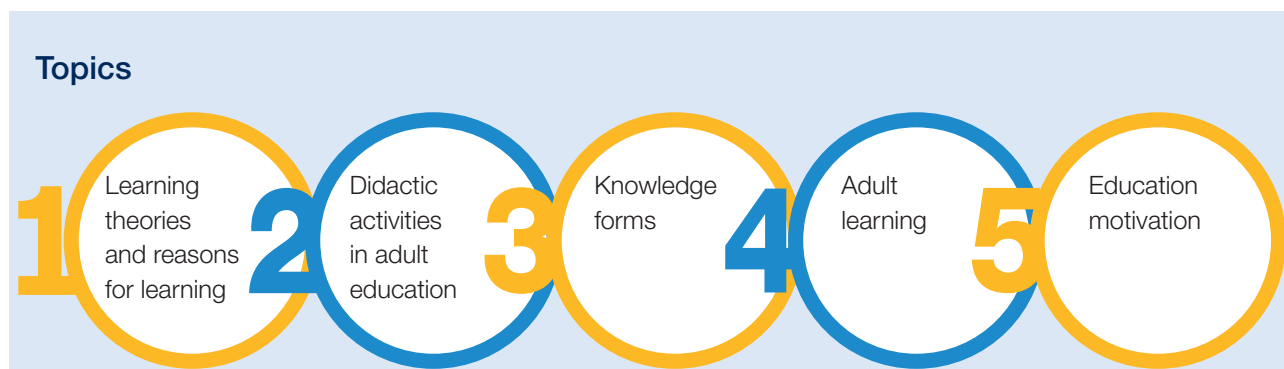 Topics
1
Learning
theories
and reasons
for learning
2
Didactic
activities
in adult
education
3
Knowledge
forms
4
Adult
learning
5
Education
motivation